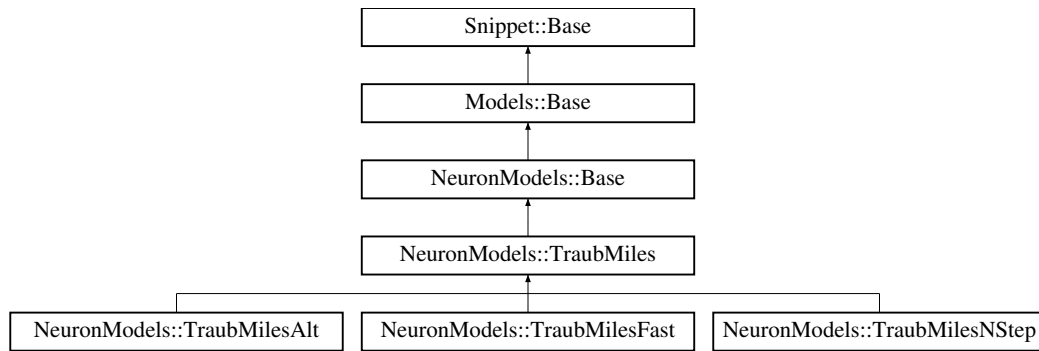 Snippet::Base
Models::Base
NeuronModels::Base
NeuronModels::TraubMiles
NeuronModels::TraubMilesAlt NeuronModels::TraubMilesFast NeuronModels::TraubMilesNStep